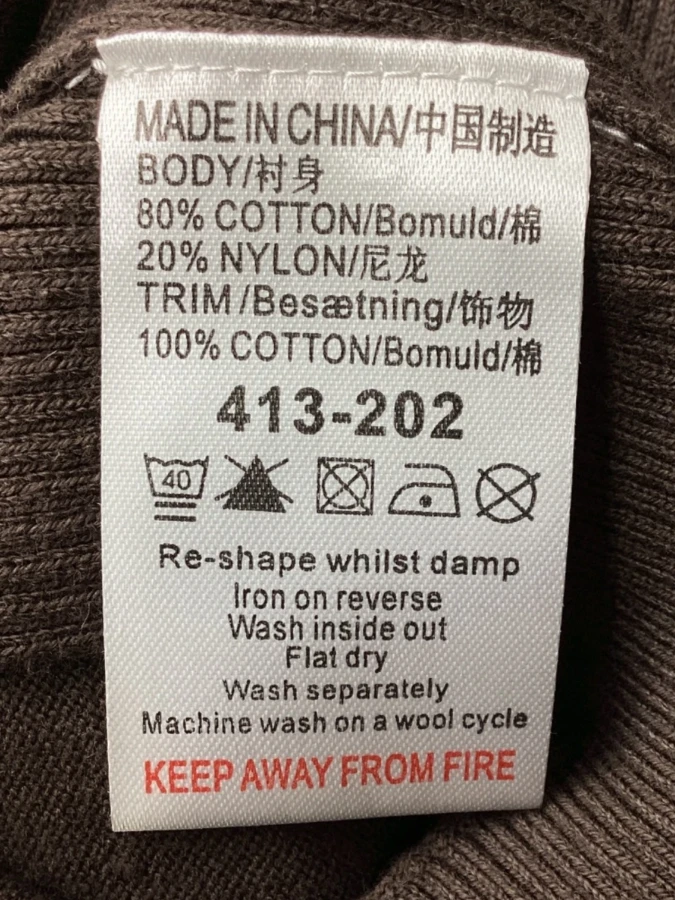 MADE IN CHINA/中国制造
BODY/衬身
80% COTTON/Bomuld/棉
20% NYLON/尼龙
TRIM/Besætning/饰物
100% COTTON/Bomuld/棉
413-202
40
Re-shape whilst damp
Iron on reverse
Wash inside out
Flat dry
Wash separately
Machine wash on a wool cycle
KEEP AWAY FROM FIRE